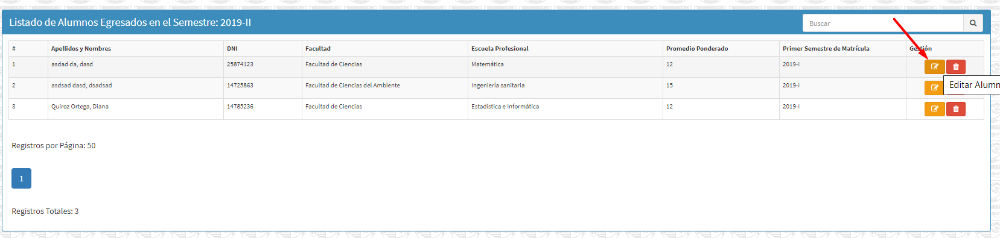 Listado de Alumnos Egresados en el Semestre: 2019-II
Buscar
# Apellidos y Nombres DNI Facultad Escuela Profesional Promedio Ponderado Primer Semestre de Matrícula Gestión
1 asdad da, dasd 25874123 Facultad de Ciencias Matemática 12 2019-I
2 asdsad dasd, dsadsad 14725863 Facultad de Ciencias del Ambiente Ingeniería sanitaria 15 2019-I
Editar Alumn
3 Quiroz Ortega, Diana 14785236 Facultad de Ciencias Estadística e Informática 12 2019-I
Registros por Página: 50
1
Registros Totales: 3